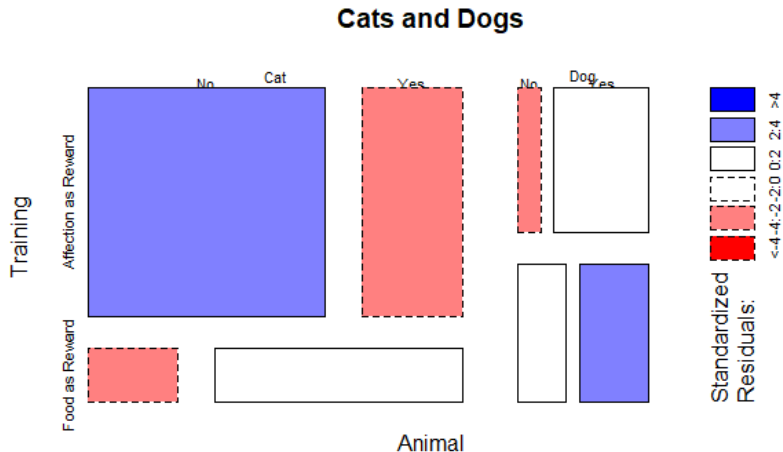 Cats and Dogs
Cat
Dog
No
Yes
No
Yes
Affection as Reward
Food as Reward
Training
Animal
Standardized
Residuals:
<-4
-4:-2
-2:0
0:2
2:4
>4